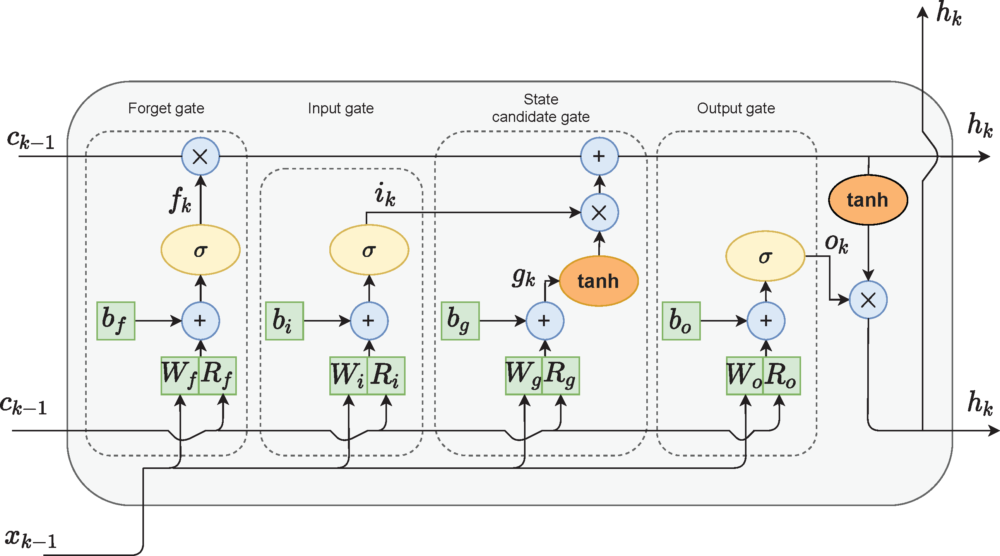 h_k
Forget gate
Input gate
State
candidate gate
Output gate
c_{k-1}
×
+
h_k
f_k
i_k
×
tanh
σ
σ
g_k
tanh
σ
o_k
×
b_f
+
b_i
+
b_g
+
b_o
+
W_f R_f
W_i R_i
W_g R_g
W_o R_o
c_{k-1}
h_k
x_{k-1}